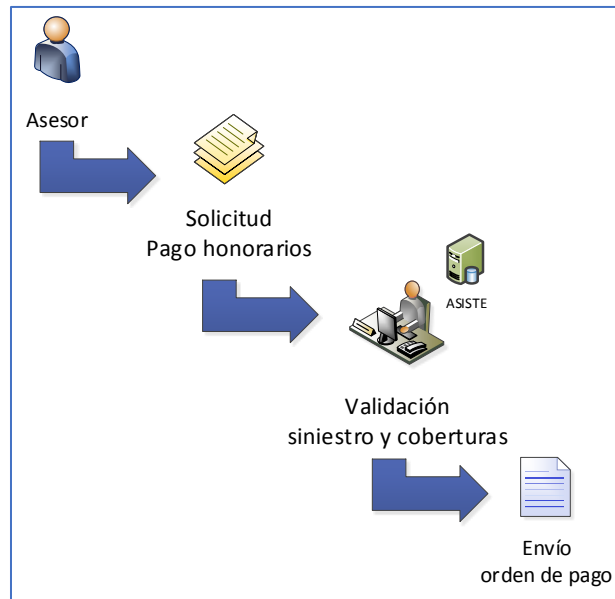 Asesor
Solicitud
Pago honorarios
ASISTE
Validación
siniestro y coberturas
Envío
orden de pago